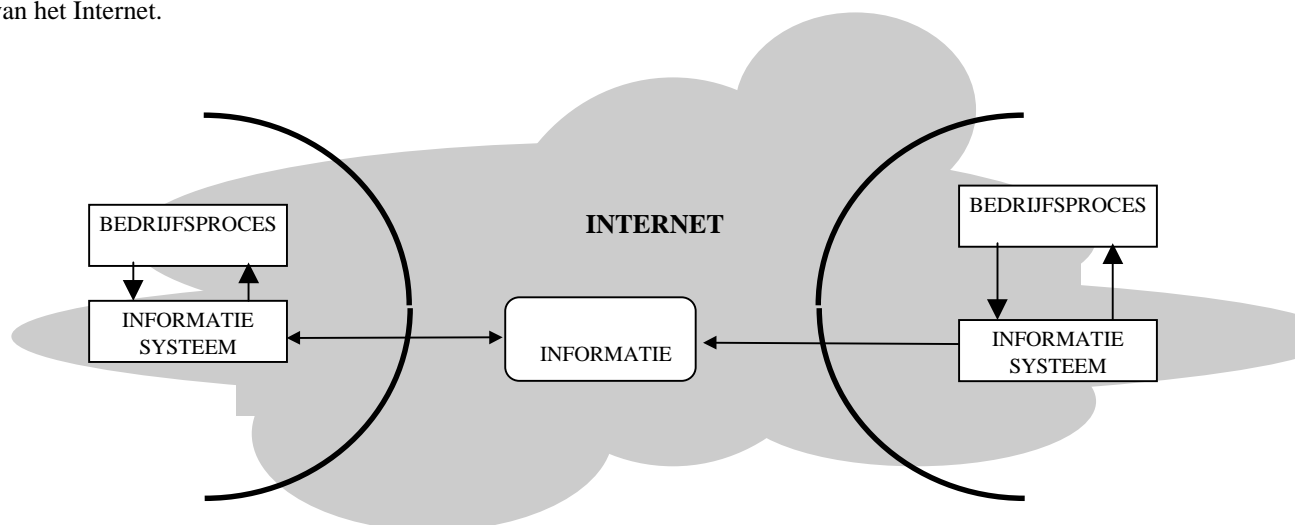 van het Internet.
BEDRIJFSPROCES
INFORMATIE
SYSTEEM
INTERNET
INFORMATIE
BEDRIJFSPROCES
INFORMATIE
SYSTEEM